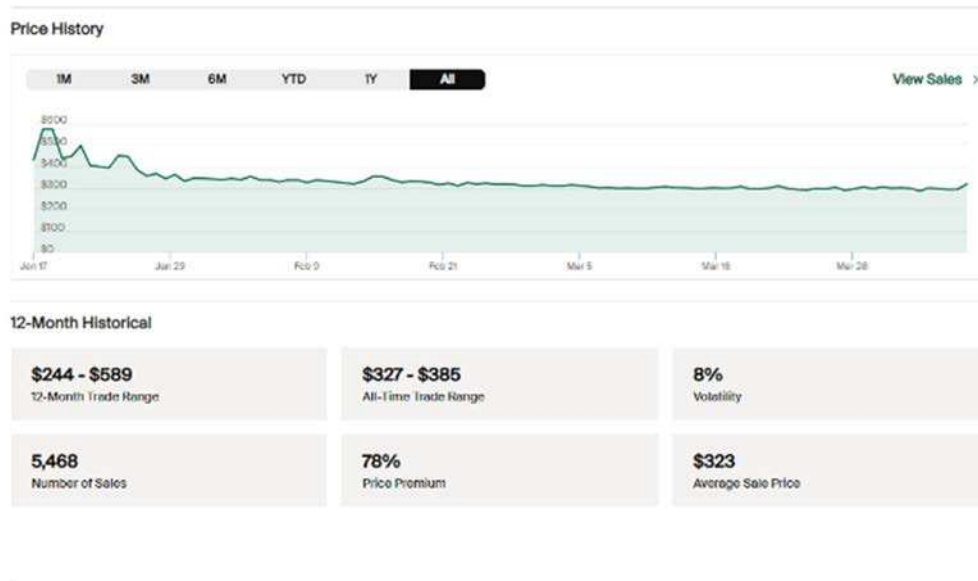 Price History
1M 3M 6M YTD 1Y All View Sales >
$600
$500
$400
$300
$200
$100
$0
Jan 17 Jan 29 Feb 9 Feb 21 Mar 5 Mar 16 Mar 28
12-Month Historical
$244 - $589 $327 - $385 8%
12-Month Trade Range All-Time Trade Range Volatility
5,468 78% $323
Number of Sales Price Premium Average Sale Price